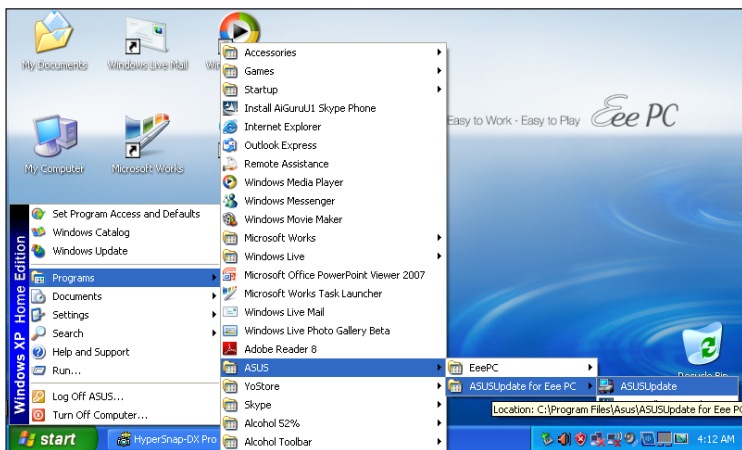 My Documents
Windows Live Mail
My Computer
Microsoft Works
Easy to Work - Easy to Play Eee PC
Windows XP Home Edition
Set Program Access and Defaults
Windows Catalog
Windows Update
Programs
Documents
Settings
Search
Help and Support
Run...
Log Off ASUS...
Turn Off Computer...
Accessories
Games
Startup
Install AiGuruU1 Skype Phone
Internet Explorer
Outlook Express
Remote Assistance
Windows Media Player
Windows Messenger
Windows Movie Maker
Microsoft Works
Windows Live
Microsoft Office PowerPoint Viewer 2007
Microsoft Works Task Launcher
Windows Live Mail
Windows Live Photo Gallery Beta
Adobe Reader 8
ASUS
YoStore
Skype
Alcohol 52%
Alcohol Toolbar
EeePC
ASUSUpdate for Eee PC
ASUSUpdate
Location: C:\Program Files\Asus\ASUSUpdate for Eee PC
Recycle Bin
start
HyperSnap-DX Pro
4:12 AM